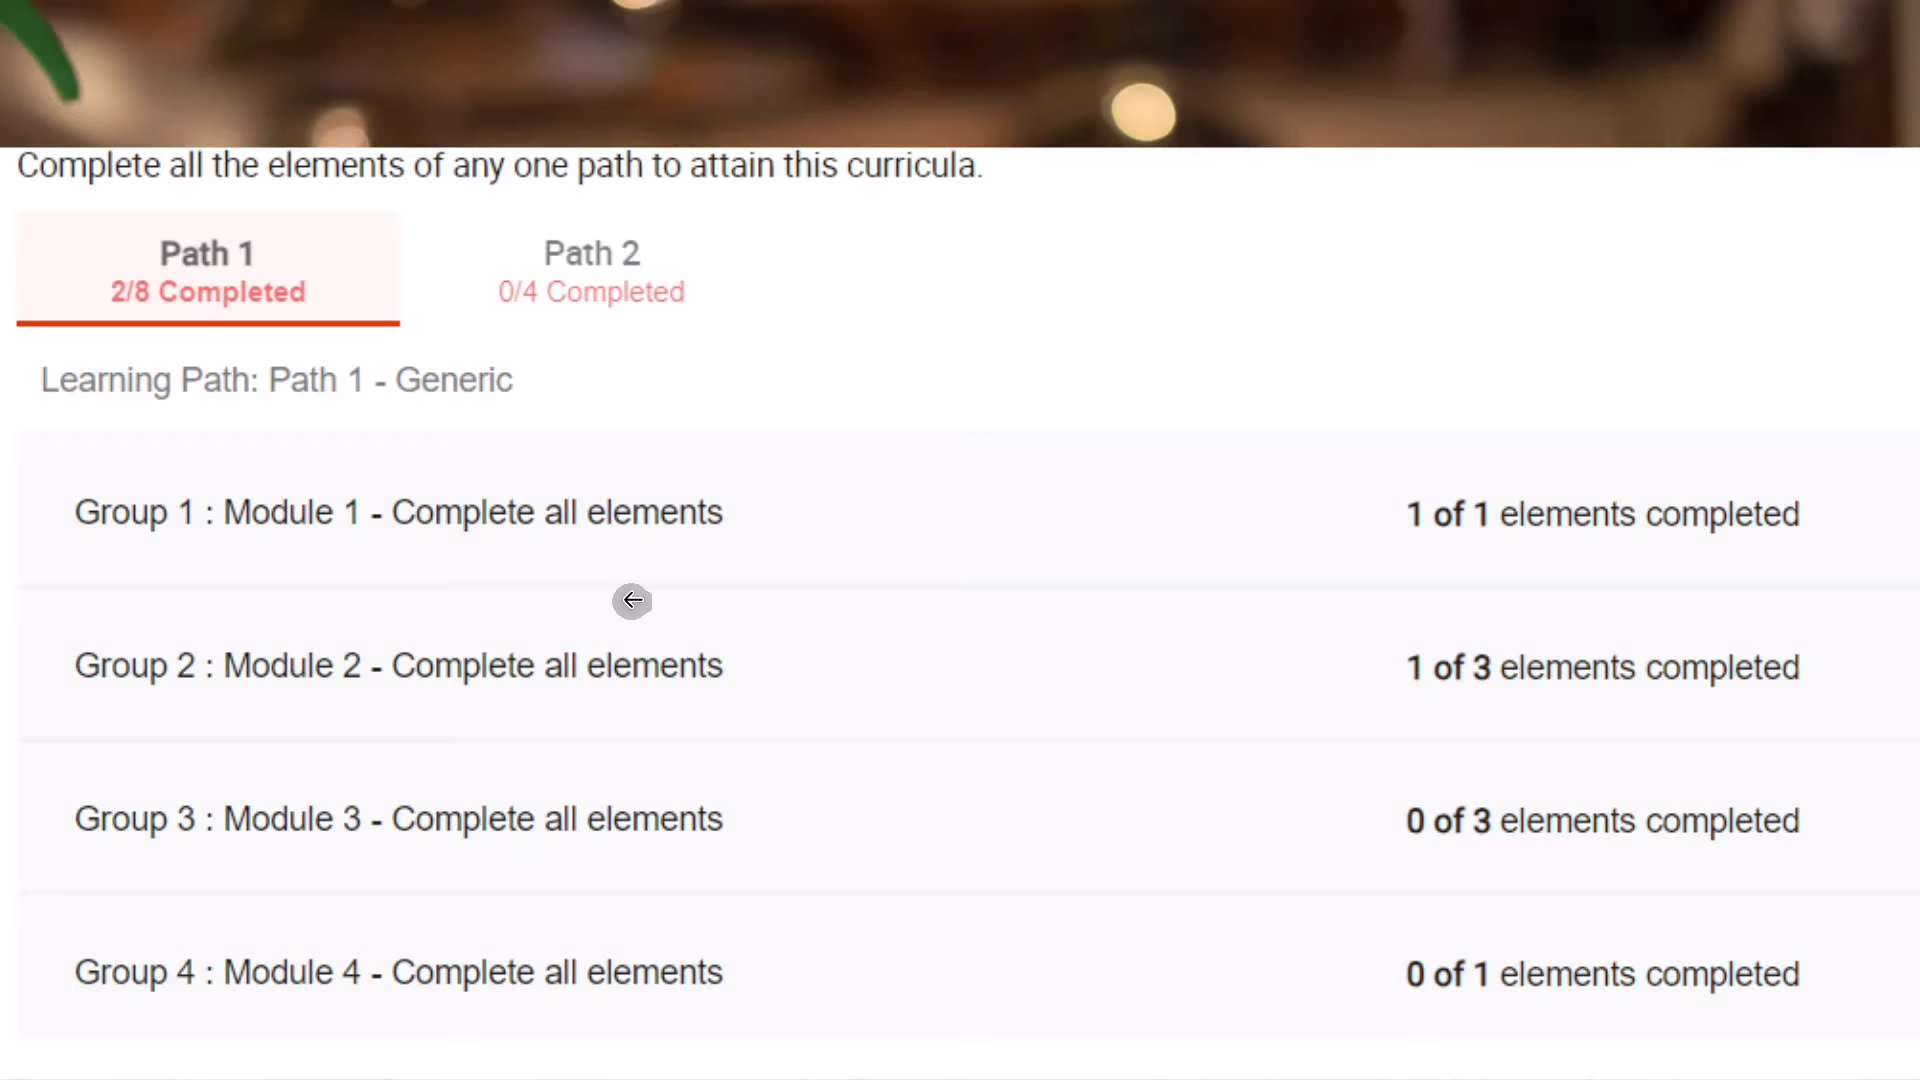 Complete all the elements of any one path to attain this curricula.
Path 1
2/8 Completed
Path 2
0/4 Completed
Learning Path: Path 1 - Generic
Group 1 : Module 1 - Complete all elements
1 of 1 elements completed
Group 2 : Module 2 - Complete all elements
1 of 3 elements completed
Group 3 : Module 3 - Complete all elements
0 of 3 elements completed
Group 4 : Module 4 - Complete all elements
0 of 1 elements completed